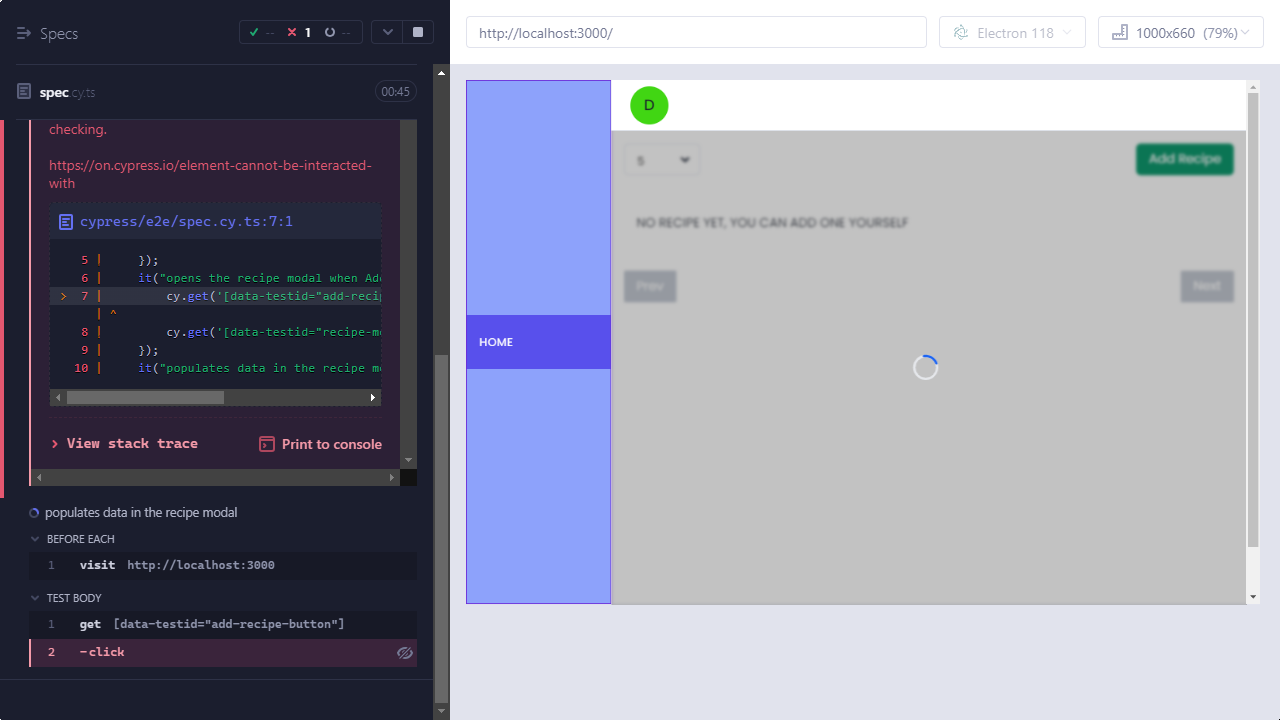 Specs
-- 1 --
spec.cy.ts
00:45
checking.
https://on.cypress.io/element-cannot-be-interacted-
with
cypress/e2e/spec.cy.ts:7:1
5 | });
6 | it("opens the recipe modal when Ad
> 7 | cy.get('[data-testid="add-recip
| ^
8 | cy.get('[data-testid="recipe-m
9 | });
10 | it("populates data in the recipe m
> View stack trace
Print to console
populates data in the recipe modal
BEFORE EACH
1 visit http://localhost:3000
TEST BODY
1 get [data-testid="add-recipe-button"]
2 -click
http://localhost:3000/
Electron 118
1000x660 (79%)
D
5
Add Recipe
NO RECIPE YET, YOU CAN ADD ONE YOURSELF
Prev
Next
HOME